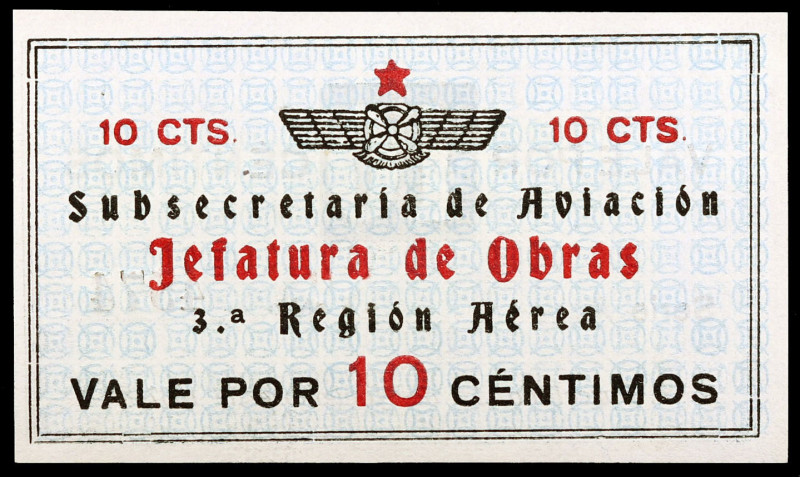 10 CTS. 10 CTS.
Subsecretaría de Aviación
Jefatura de Obras
3.ª Región Aérea
VALE POR 10 CÉNTIMOS